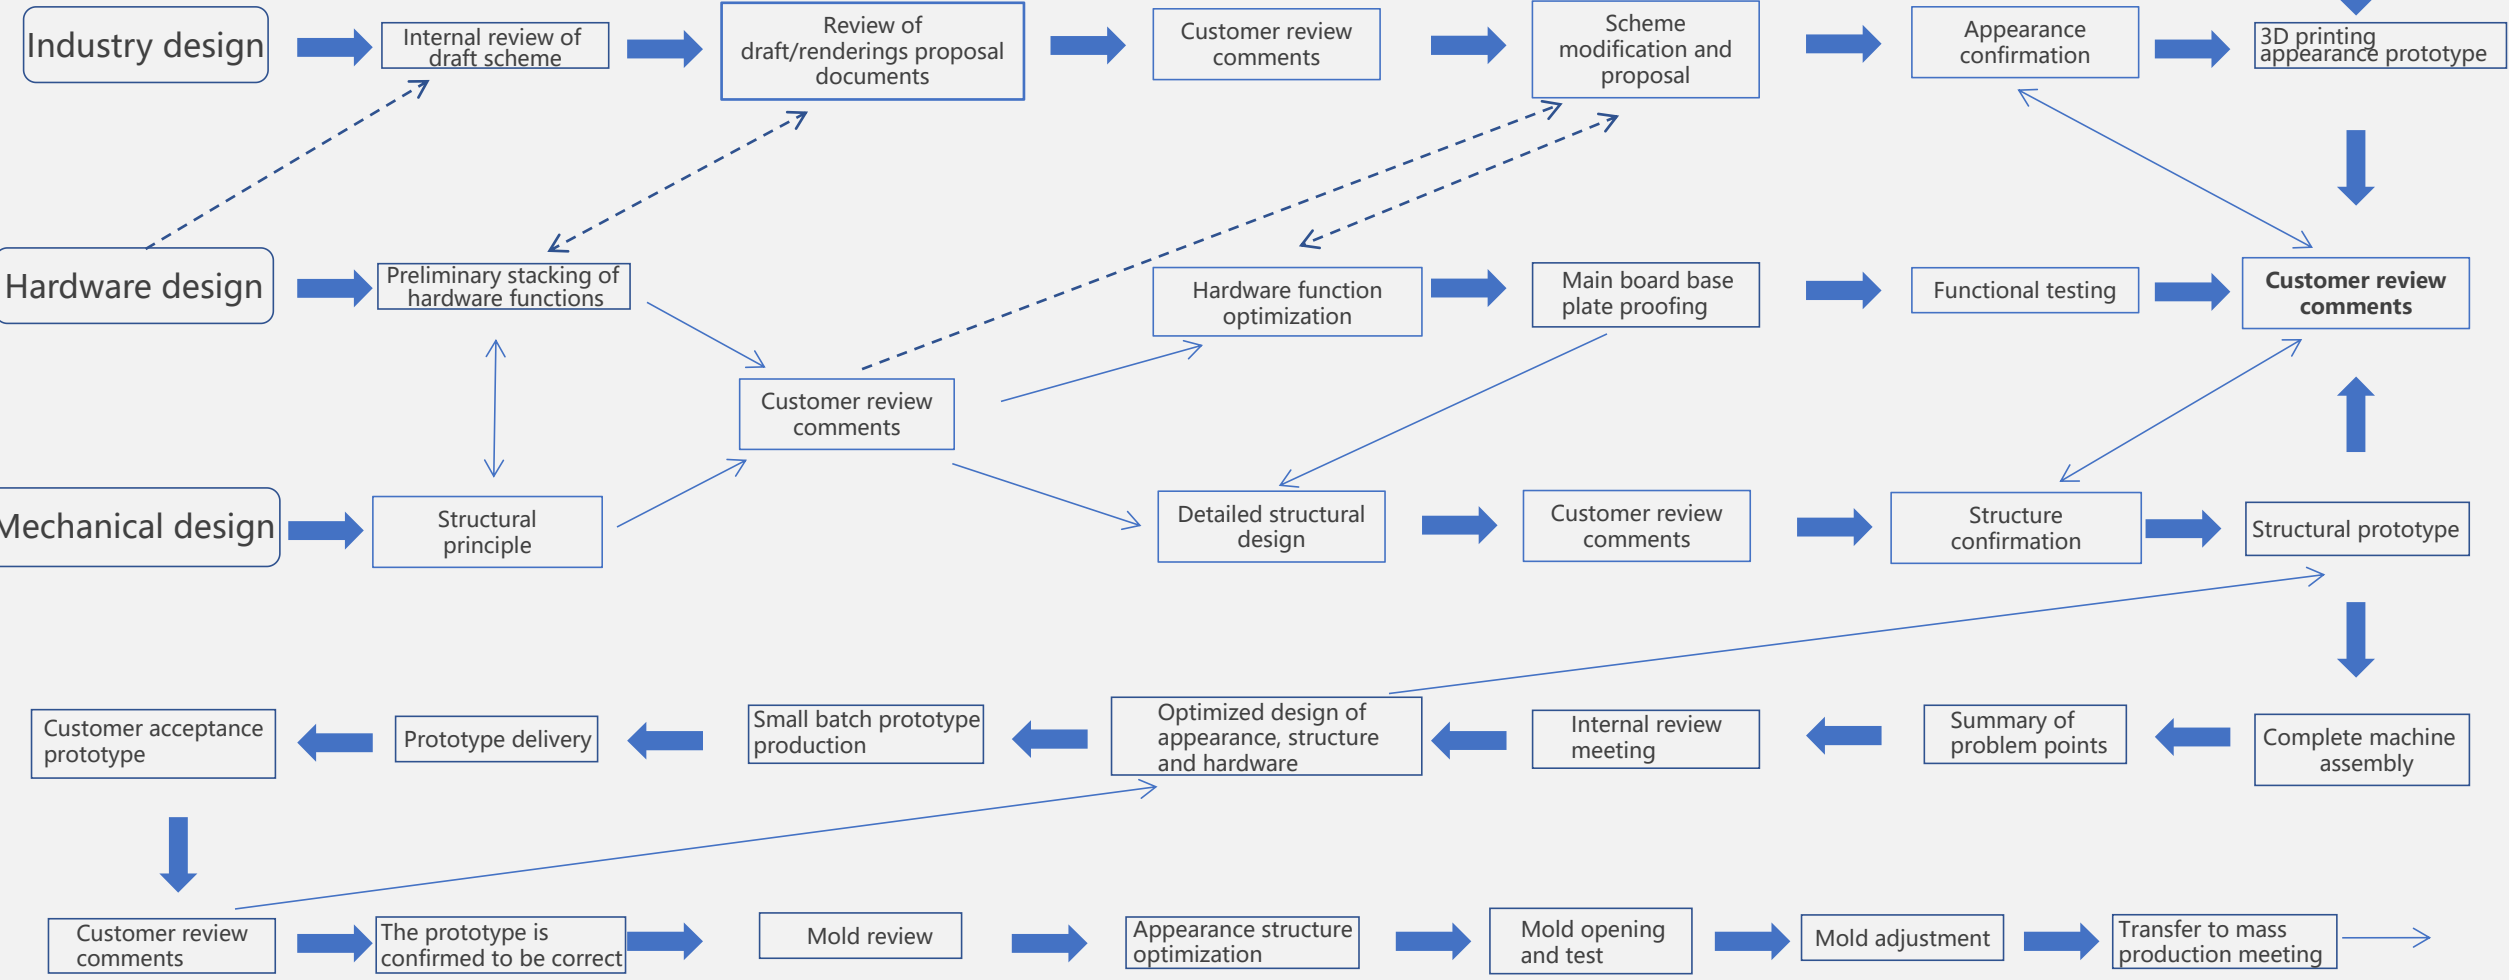 Industry design
Internal review of
draft scheme
Review of
draft/renderings proposal
documents
Customer review
comments
Scheme
modification and
proposal
Appearance
confirmation
3D printing
appearance prototype
Hardware design
Preliminary stacking of
hardware functions
Hardware function
optimization
Main board base
plate proofing
Functional testing
Customer review
comments
Customer review
comments
Mechanical design
Structural
principle
Detailed structural
design
Customer review
comments
Structure
confirmation
Structural prototype
Customer acceptance
prototype
Prototype delivery
Small batch prototype
production
Optimized design of
appearance, structure
and hardware
Internal review
meeting
Summary of
problem points
Complete machine
assembly
Customer review
comments
The prototype is
confirmed to be correct
Mold review
Appearance structure
optimization
Mold opening
and test
Mold adjustment
Transfer to mass
production meeting